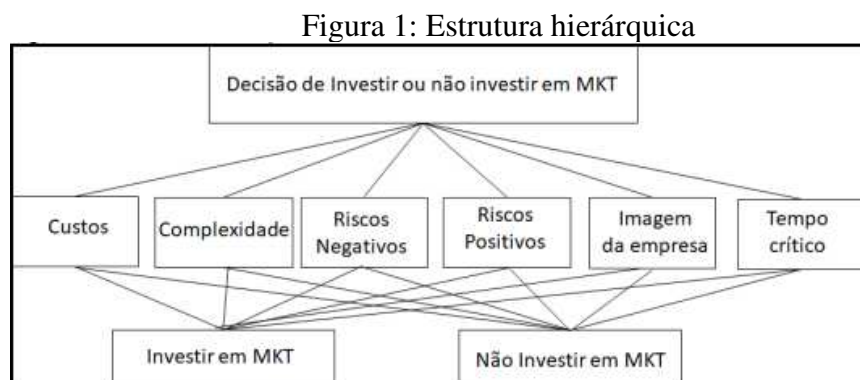 Figura 1: Estrutura hierárquica
Decisão de Investir ou não investir em MKT
Custos
Complexidade
Riscos
Negativos
Riscos
Positivos
Imagem
da empresa
Tempo
crítico
Investir em MKT
Não Investir em MKT